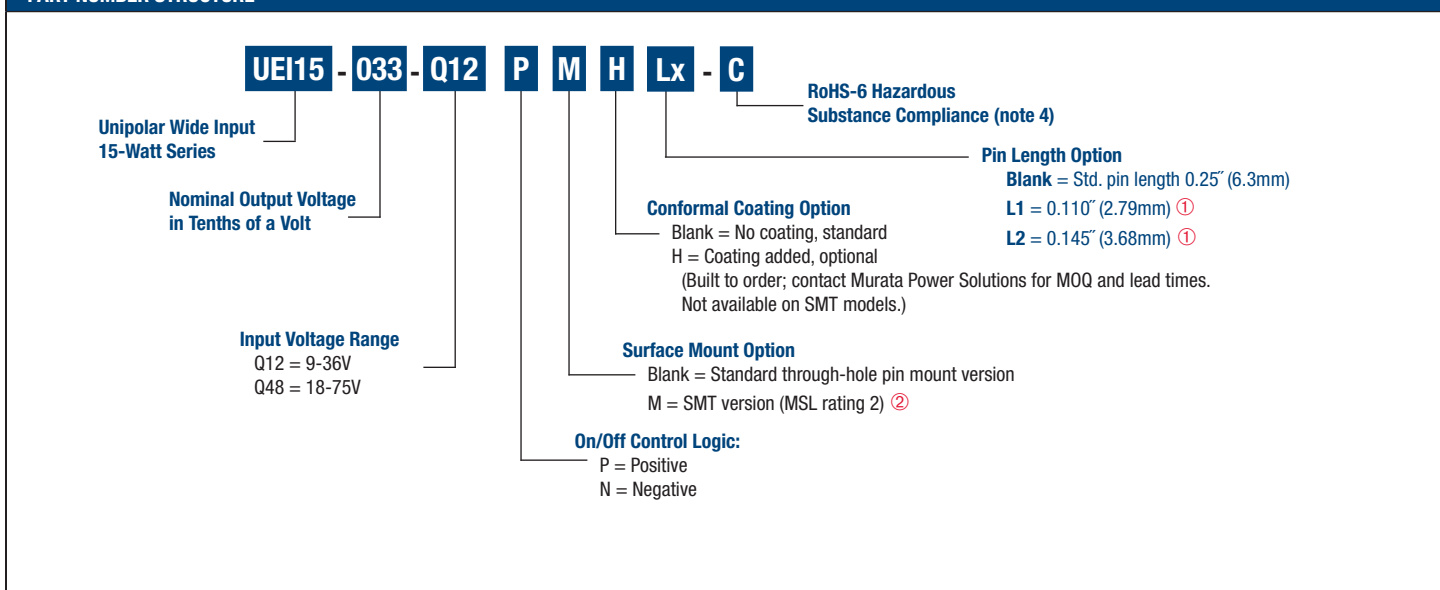 PART NUMBER STRUCTURE
UEI15 - 033 - Q12 P M H Lx - C
RoHS-6 Hazardous
Substance Compliance (note 4)
Unipolar Wide Input
15-Watt Series
Pin Length Option
Blank = Std. pin length 0.25˝ (6.3mm)
L1 = 0.110˝ (2.79mm) ①
L2 = 0.145˝ (3.68mm) ①
Nominal Output Voltage
in Tenths of a Volt
Conformal Coating Option
Blank = No coating, standard
H = Coating added, optional
(Built to order; contact Murata Power Solutions for MOQ and lead times.
Not available on SMT models.)
Input Voltage Range
Q12 = 9-36V
Q48 = 18-75V
Surface Mount Option
Blank = Standard through-hole pin mount version
M = SMT version (MSL rating 2) ②
On/Off Control Logic:
P = Positive
N = Negative